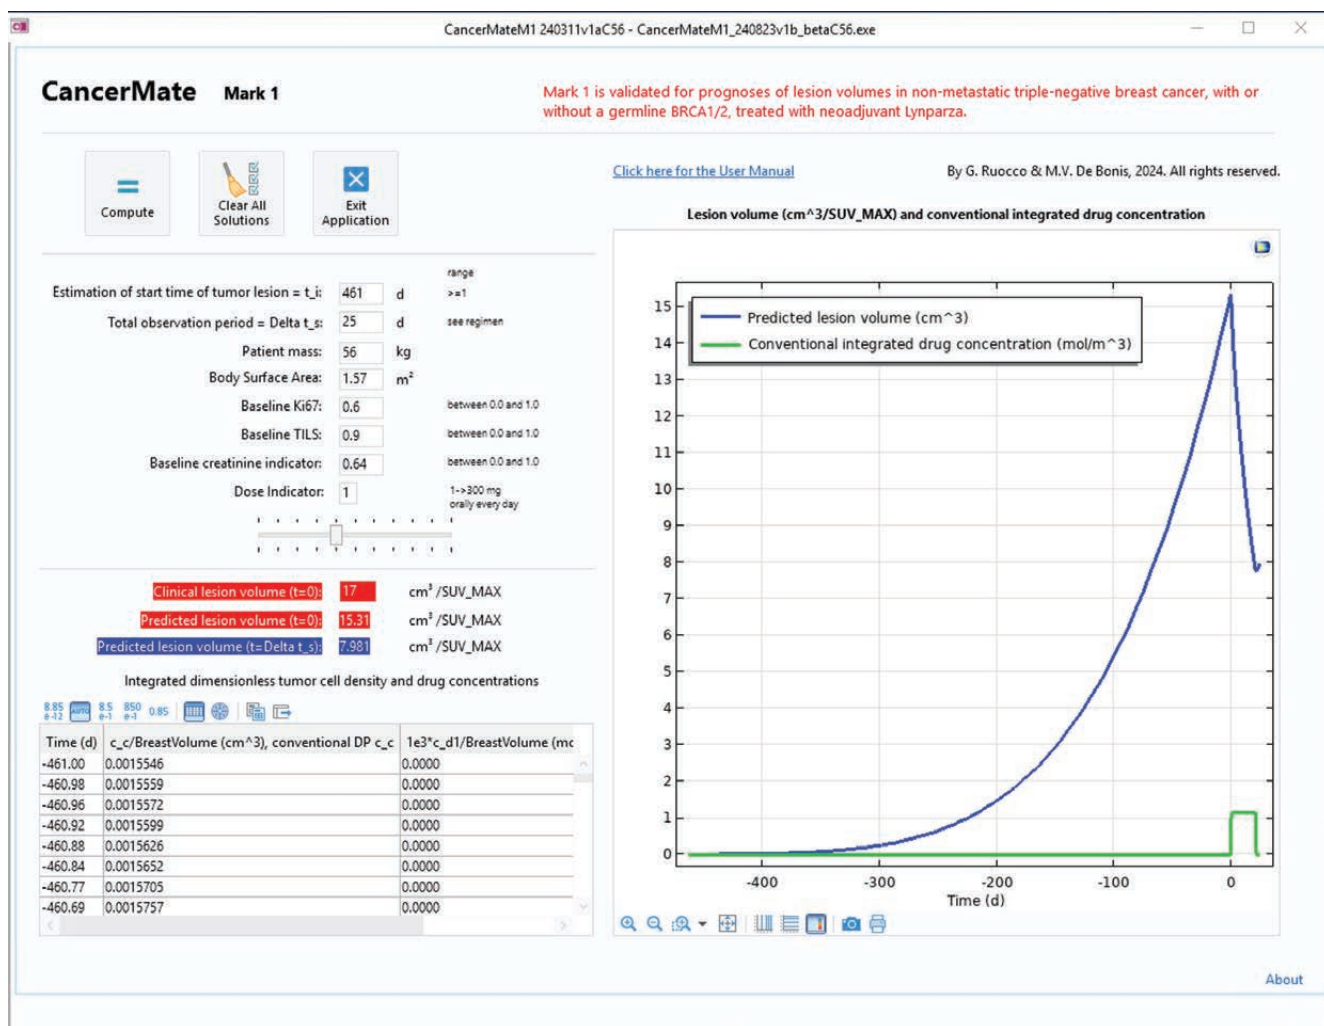 CancerMateM1 240311v1aC56 - CancerMateM1_240823v1b_betaC56.exe
CancerMate Mark 1
Mark 1 is validated for prognoses of lesion volumes in non-metastatic triple-negative breast cancer, with or
without a germline BRCA1/2, treated with neoadjuvant Lynparza.
Compute
Clear All
Solutions
Exit
Application
Click here for the User Manual
By G. Ruocco & M.V. De Bonis, 2024. All rights reserved.
range
Estimation of start time of tumor lesion = t_i: 461 d >=1
Total observation period = Delta t_s: 25 d see regimen
Patient mass: 56 kg
Body Surface Area: 1.57 m²
Baseline Ki67: 0.6 between 0.0 and 1.0
Baseline TILS: 0.9 between 0.0 and 1.0
Baseline creatinine indicator: 0.64 between 0.0 and 1.0
Dose Indicator: 1 1->300 mg
orally every day
Clinical lesion volume (t=0): 17 cm³ /SUV_MAX
Predicted lesion volume (t=0): 15.31 cm³ /SUV_MAX
Predicted lesion volume (t=Delta t_s): 7.981 cm³ /SUV_MAX
Integrated dimensionless tumor cell density and drug concentrations
8.85 e-12 AUTO 8.5 e-1 850 e-1 0.85
Time (d) c_c/BreastVolume (cm^3), conventional DP c_c 1e3*c_d1/BreastVolume (mc
-461.00 0.0015546 0.0000
-460.98 0.0015559 0.0000
-460.96 0.0015572 0.0000
-460.92 0.0015599 0.0000
-460.88 0.0015626 0.0000
-460.84 0.0015652 0.0000
-460.77 0.0015705 0.0000
-460.69 0.0015757 0.0000
Lesion volume (cm^3/SUV_MAX) and conventional integrated drug concentration
Predicted lesion volume (cm^3)
Conventional integrated drug concentration (mol/m^3)
15
14
13
12
11
10
9
8
7
6
5
4
3
2
1
0
-400 -300 -200 -100 0
Time (d)
About